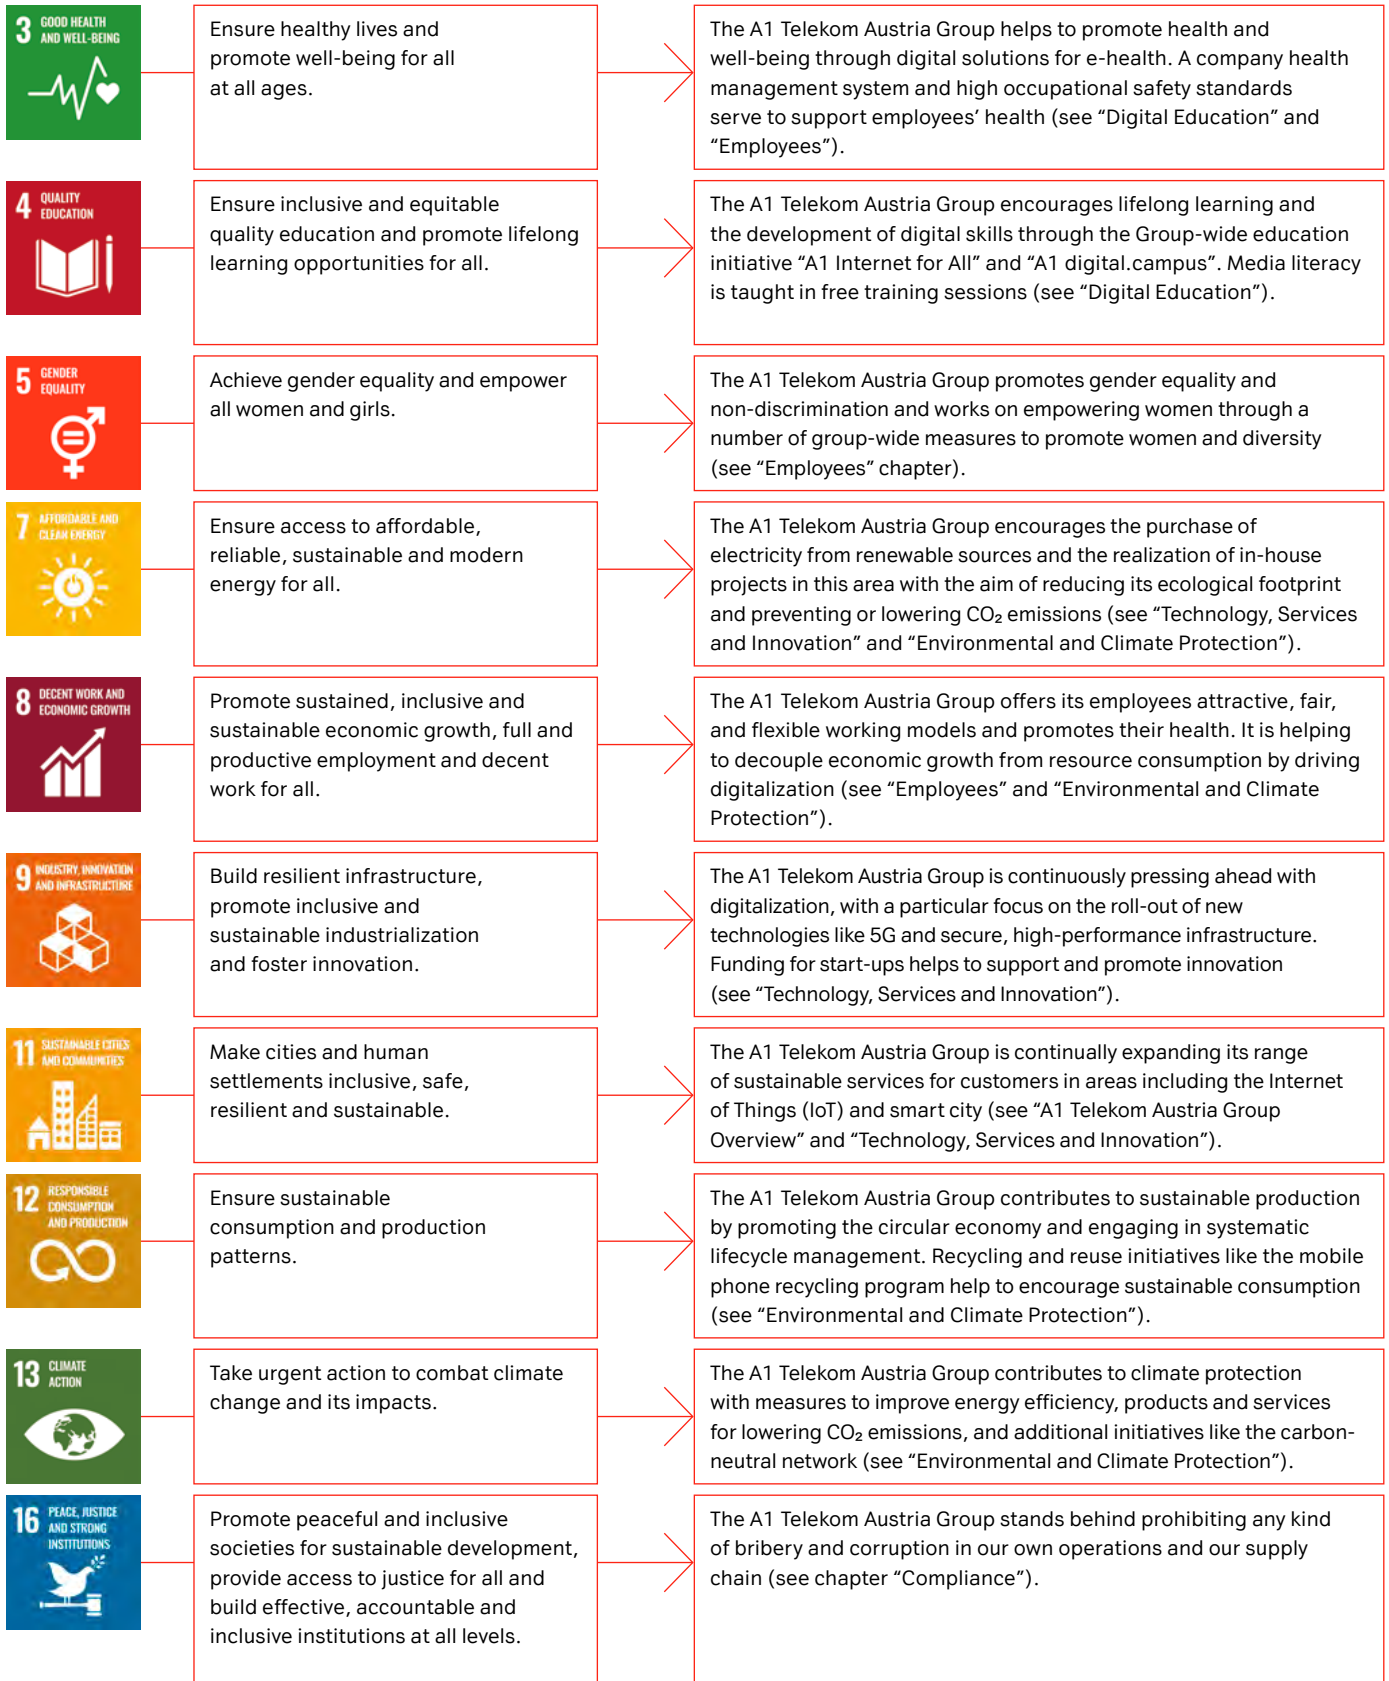 3 GOOD HEALTH
AND WELL-BEING
Ensure healthy lives and
promote well-being for all
at all ages.
The A1 Telekom Austria Group helps to promote health and
well-being through digital solutions for e-health. A company health
management system and high occupational safety standards
serve to support employees’ health (see “Digital Education” and
“Employees”).
4 QUALITY
EDUCATION
Ensure inclusive and equitable
quality education and promote lifelong
learning opportunities for all.
The A1 Telekom Austria Group encourages lifelong learning and
the development of digital skills through the Group-wide education
initiative “A1 Internet for All” and “A1 digital.campus”. Media literacy
is taught in free training sessions (see “Digital Education”).
5 GENDER
EQUALITY
Achieve gender equality and empower
all women and girls.
The A1 Telekom Austria Group promotes gender equality and
non-discrimination and works on empowering women through a
number of group-wide measures to promote women and diversity
(see “Employees” chapter).
7 AFFORDABLE AND
CLEAN ENERGY
Ensure access to affordable,
reliable, sustainable and modern
energy for all.
The A1 Telekom Austria Group encourages the purchase of
electricity from renewable sources and the realization of in-house
projects in this area with the aim of reducing its ecological footprint
and preventing or lowering CO₂ emissions (see “Technology, Services
and Innovation” and “Environmental and Climate Protection”).
8 DECENT WORK AND
ECONOMIC GROWTH
Promote sustained, inclusive and
sustainable economic growth, full and
productive employment and decent
work for all.
The A1 Telekom Austria Group offers its employees attractive, fair,
and flexible working models and promotes their health. It is helping
to decouple economic growth from resource consumption by driving
digitalization (see “Employees” and “Environmental and Climate
Protection”).
9 INDUSTRY, INNOVATION
AND INFRASTRUCTURE
Build resilient infrastructure,
promote inclusive and
sustainable industrialization
and foster innovation.
The A1 Telekom Austria Group is continuously pressing ahead with
digitalization, with a particular focus on the roll-out of new
technologies like 5G and secure, high-performance infrastructure.
Funding for start-ups helps to support and promote innovation
(see “Technology, Services and Innovation”).
11 SUSTAINABLE CITIES
AND COMMUNITIES
Make cities and human
settlements inclusive, safe,
resilient and sustainable.
The A1 Telekom Austria Group is continually expanding its range
of sustainable services for customers in areas including the Internet
of Things (IoT) and smart city (see “A1 Telekom Austria Group
Overview” and “Technology, Services and Innovation”).
12 RESPONSIBLE
CONSUMPTION
AND PRODUCTION
Ensure sustainable
consumption and production
patterns.
The A1 Telekom Austria Group contributes to sustainable production
by promoting the circular economy and engaging in systematic
lifecycle management. Recycling and reuse initiatives like the mobile
phone recycling program help to encourage sustainable consumption
(see “Environmental and Climate Protection”).
13 CLIMATE
ACTION
Take urgent action to combat climate
change and its impacts.
The A1 Telekom Austria Group contributes to climate protection
with measures to improve energy efficiency, products and services
for lowering CO₂ emissions, and additional initiatives like the carbon-
neutral network (see “Environmental and Climate Protection”).
16 PEACE, JUSTICE
AND STRONG
INSTITUTIONS
Promote peaceful and inclusive
societies for sustainable development,
provide access to justice for all and
build effective, accountable and
inclusive institutions at all levels.
The A1 Telekom Austria Group stands behind prohibiting any kind
of bribery and corruption in our own operations and our supply
chain (see chapter “Compliance”).